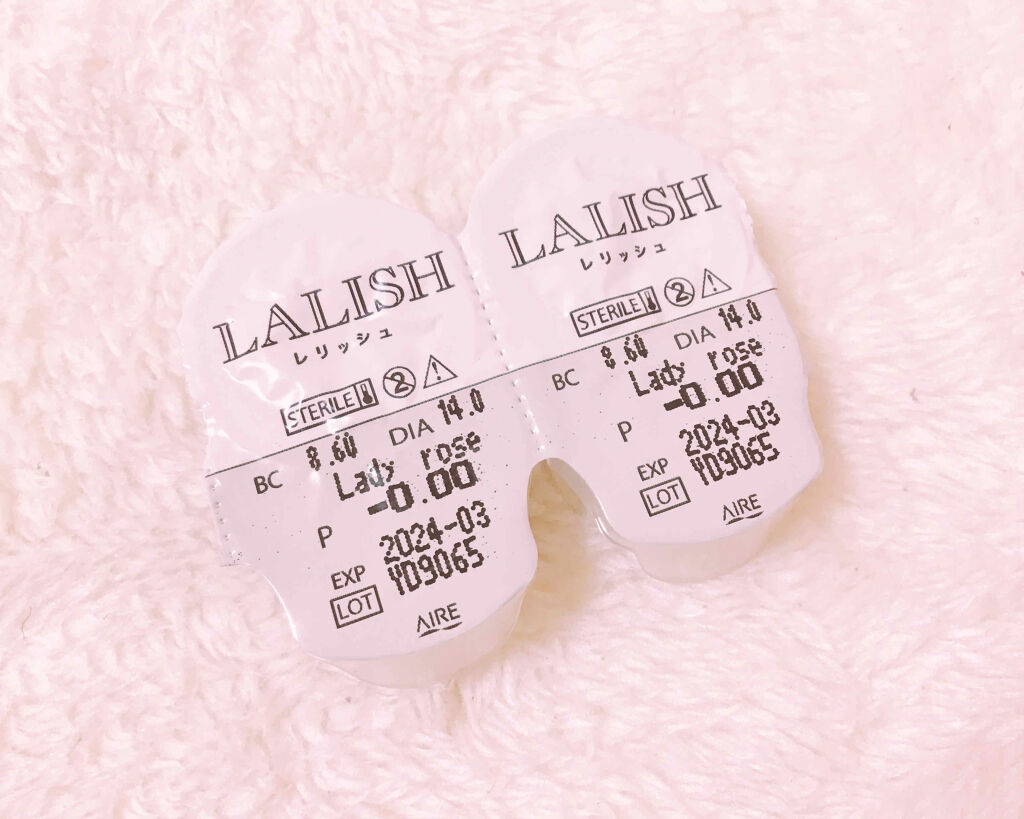 LALISH
レリッシュ
STERILE
2
BC 8.60 DIA 14.0
Lady rose
P -0.00
EXP 2024-03
LOT YD9065
AIRE
LALISH
レリッシュ
STERILE
2
BC 8.60 DIA 14.0
Lady rose
P -0.00
EXP 2024-03
LOT YD9065
AIRE